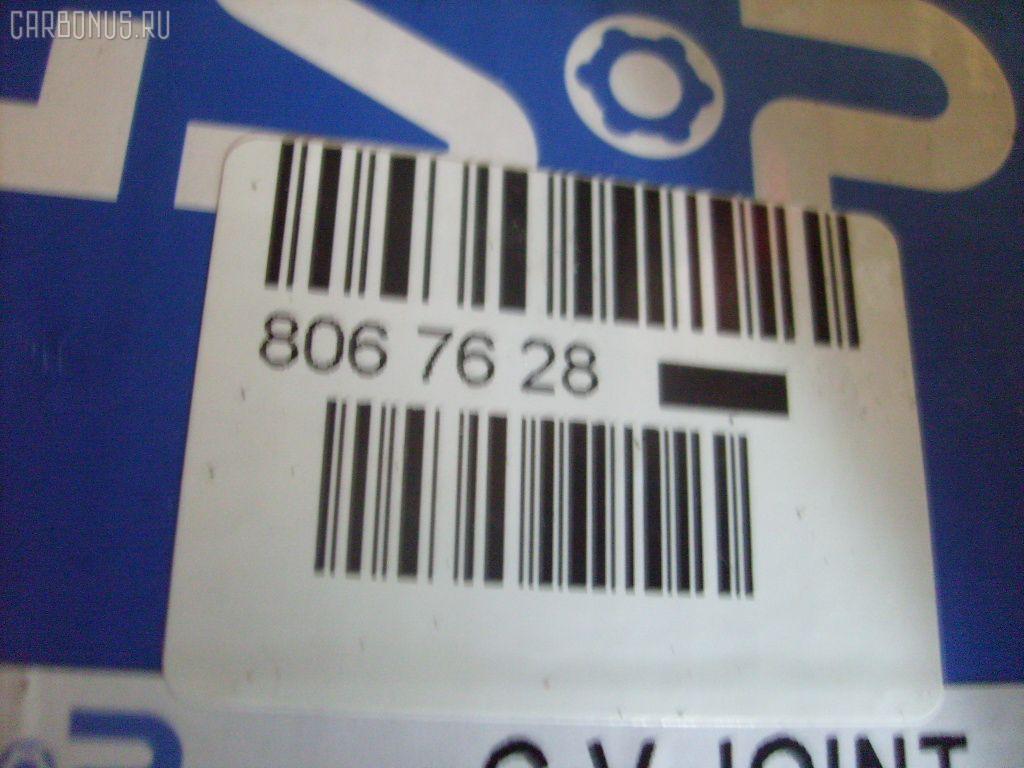 CARBONUS.RU
806 76 28
C.V. JOINT